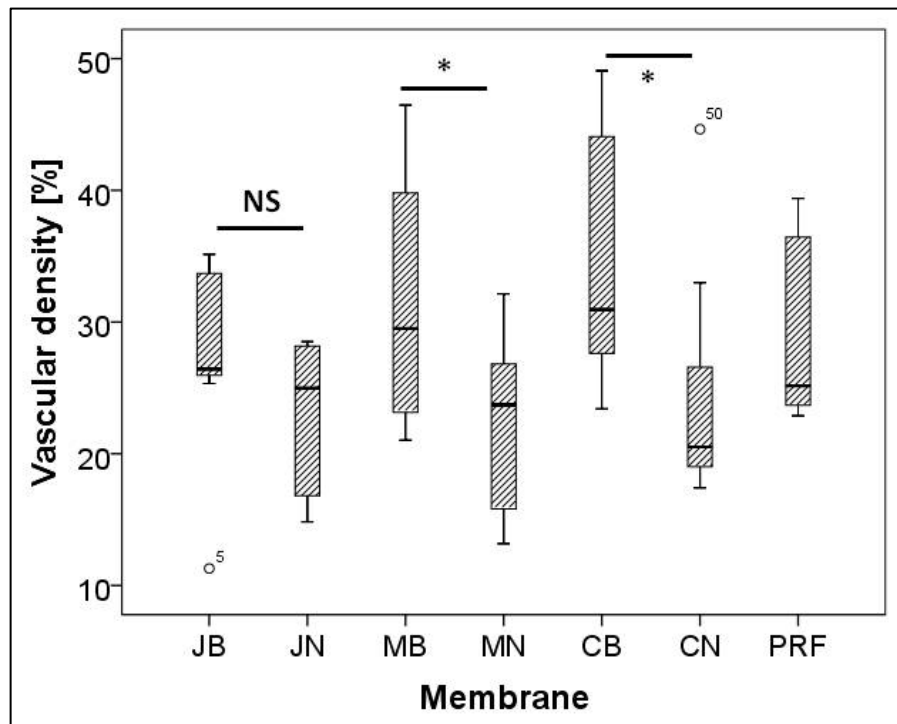 Vascular density [%]
50
40
30
20
10
NS
*
*
5
50
JB JN MB MN CB CN PRF
Membrane